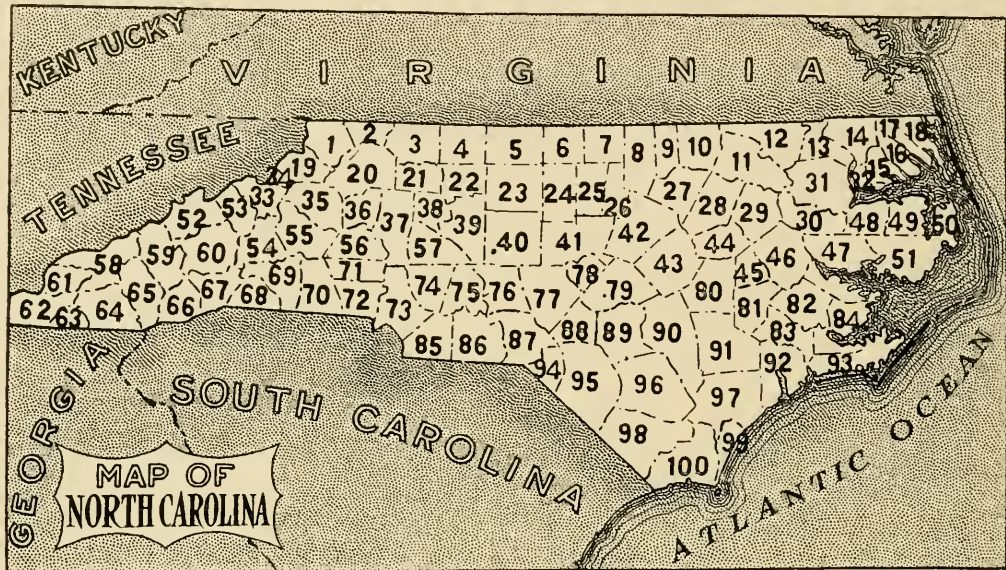 KENTUCKY
VIRGINIA
TENNESSEE
1 2 3 4 5 6 7 8 9 10 11 12 13 14 15 16 17 18
19 20 21 22 23 24 25 26 27 28 29 30 31 32
34 33 35 36 37 38 39 40 41 42 43 44 45 46 47 48 49 50 51
52 53 54 55 56 57
58 59 60
61 62 63 64 65 66 67 68 69 70 71 72 73 74 75 76 77 78 79 80 81 82 83 84
85 86 87 88 89 90 91 92 93
94 95 96 97
98 99
100
GEORGIA
SOUTH CAROLINA
ATLANTIC OCEAN
MAP OF
NORTH CAROLINA